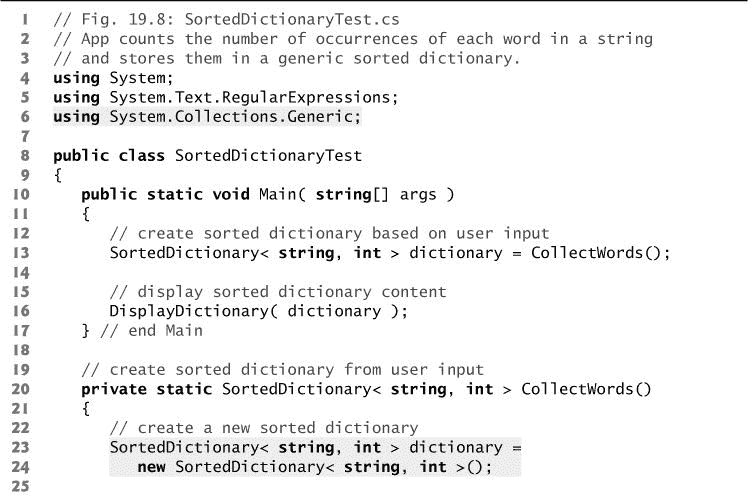 1 // Fig. 19.8: SortedDictionaryTest.cs
2 // App counts the number of occurrences of each word in a string
3 // and stores them in a generic sorted dictionary.
4 using System;
5 using System.Text.RegularExpressions;
6 using System.Collections.Generic;
7
8 public class SortedDictionaryTest
9 {
10 public static void Main( string[] args )
11 {
12 // create sorted dictionary based on user input
13 SortedDictionary< string, int > dictionary = CollectWords();
14
15 // display sorted dictionary content
16 DisplayDictionary( dictionary );
17 } // end Main
18
19 // create sorted dictionary from user input
20 private static SortedDictionary< string, int > CollectWords()
21 {
22 // create a new sorted dictionary
23 SortedDictionary< string, int > dictionary =
24 new SortedDictionary< string, int >();
25